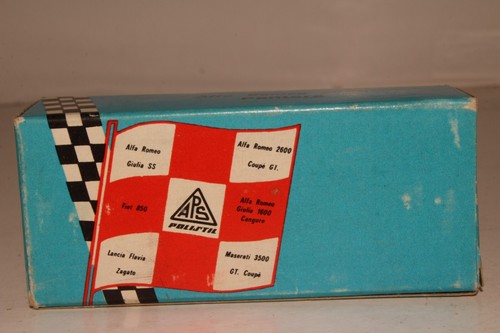 Alfa Romeo
Giulia SS
Alfa Romeo 2600
Coupé GT.
Fiat 850
APS
POLISTIL
Alfa Romeo
Giulia 1600
Canguro
Lancia Flavia
Zagato
Maserati 3500
GT. Coupé